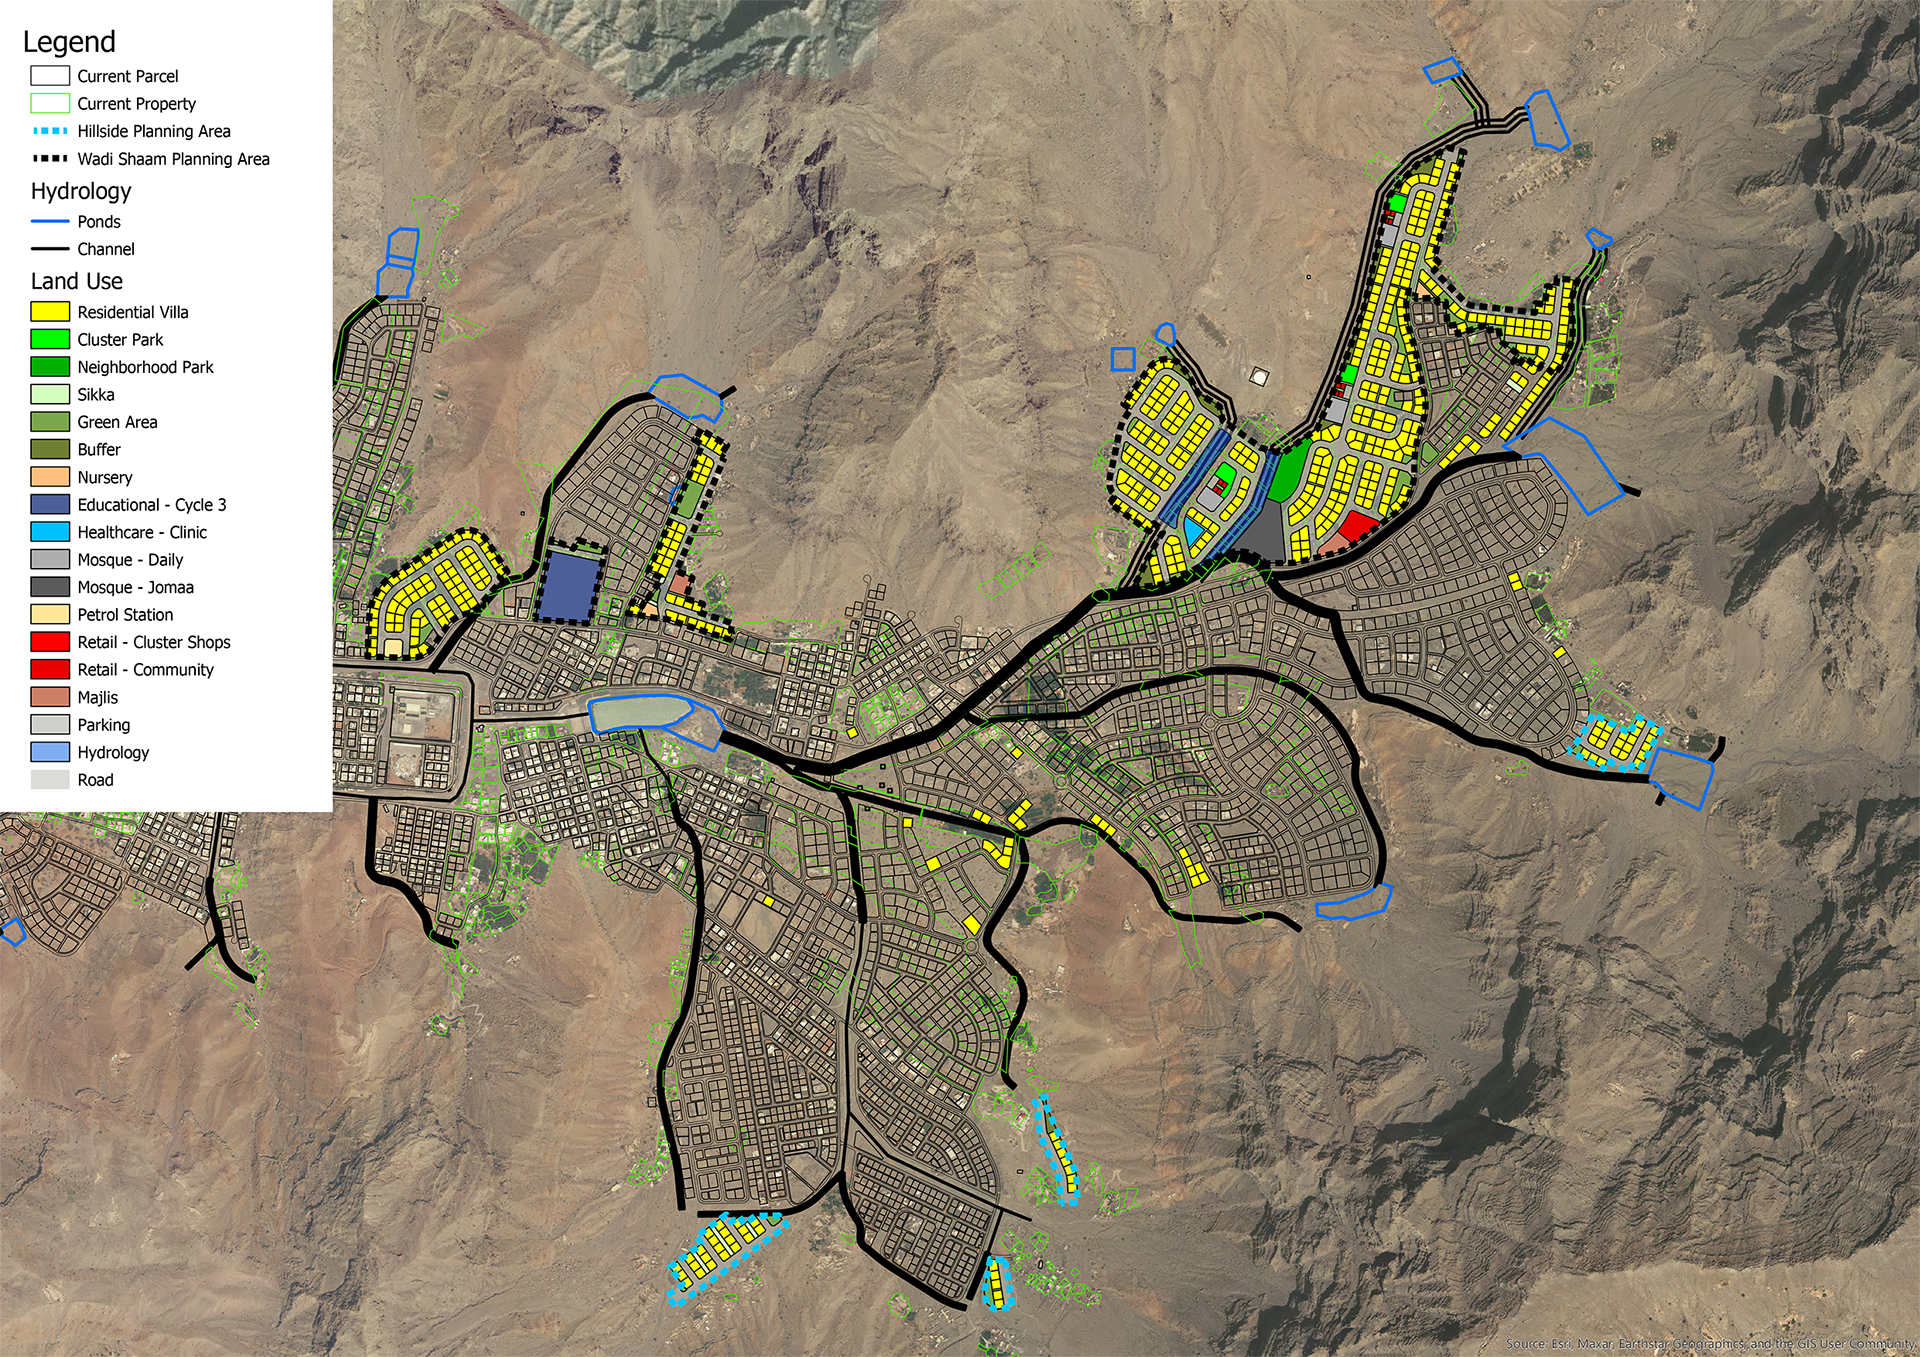 Legend
Current Parcel
Current Property
Hillside Planning Area
Wadi Shaam Planning Area
Hydrology
Ponds
Channel
Land Use
Residential Villa
Cluster Park
Neighborhood Park
Sikka
Green Area
Buffer
Nursery
Educational - Cycle 3
Healthcare - Clinic
Mosque - Daily
Mosque - Jomaa
Petrol Station
Retail - Cluster Shops
Retail - Community
Majlis
Parking
Hydrology
Road
Source: Esri, Maxar, Earthstar Geographics, and the GIS User Community